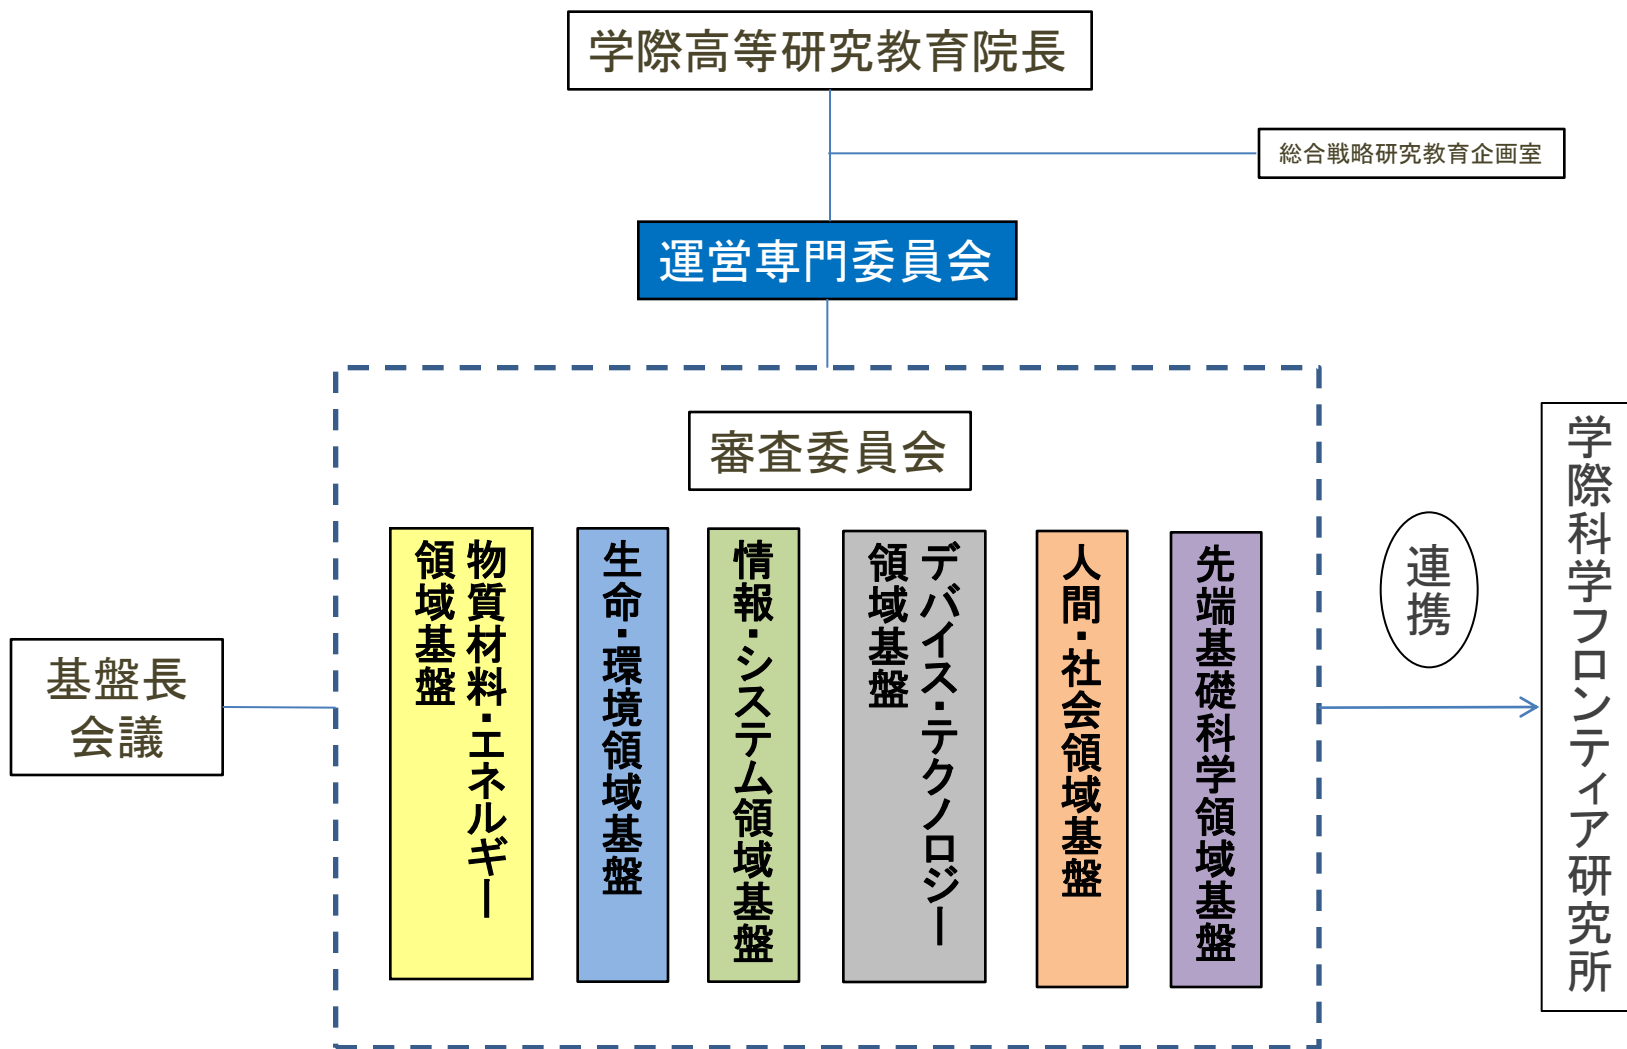 学際高等研究教育院長
総合戦略研究教育企画室
運営専門委員会
審査委員会
物質材料・エネルギー
領域基盤
生命・環境領域基盤
情報・システム領域基盤
デバイス・テクノロジー
領域基盤
人間・社会領域基盤
先端基礎科学領域基盤
基盤長
会議
連携
学際科学フロンティア研究所